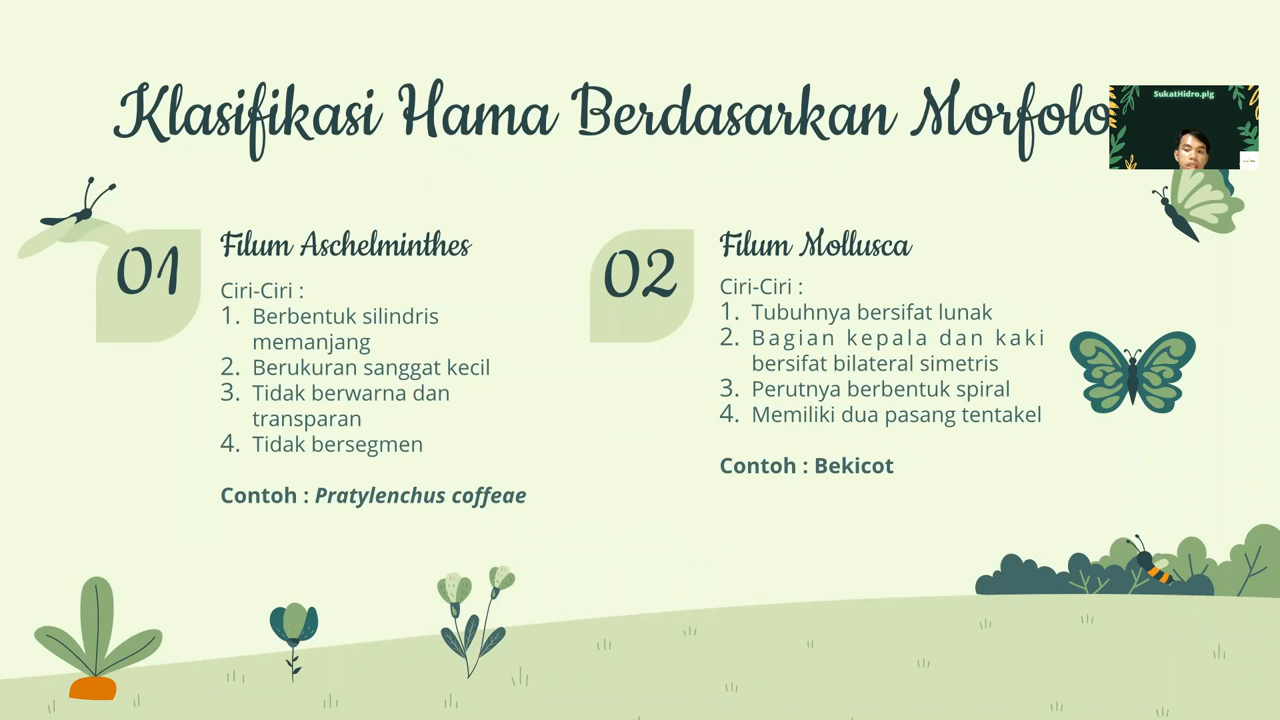 Klasifikasi Hama Berdasarkan Morfolo
SukatHidro.plg
01
Filum Aschelminthes
Ciri-Ciri :
1. Berbentuk silindris
memanjang
2. Berukuran sanggat kecil
3. Tidak berwarna dan
transparan
4. Tidak bersegmen
Contoh : Pratylenchus coffeae
02
Filum Mollusca
Ciri-Ciri :
1. Tubuhnya bersifat lunak
2. Bagian kepala dan kaki
bersifat bilateral simetris
3. Perutnya berbentuk spiral
4. Memiliki dua pasang tentakel
Contoh : Bekicot